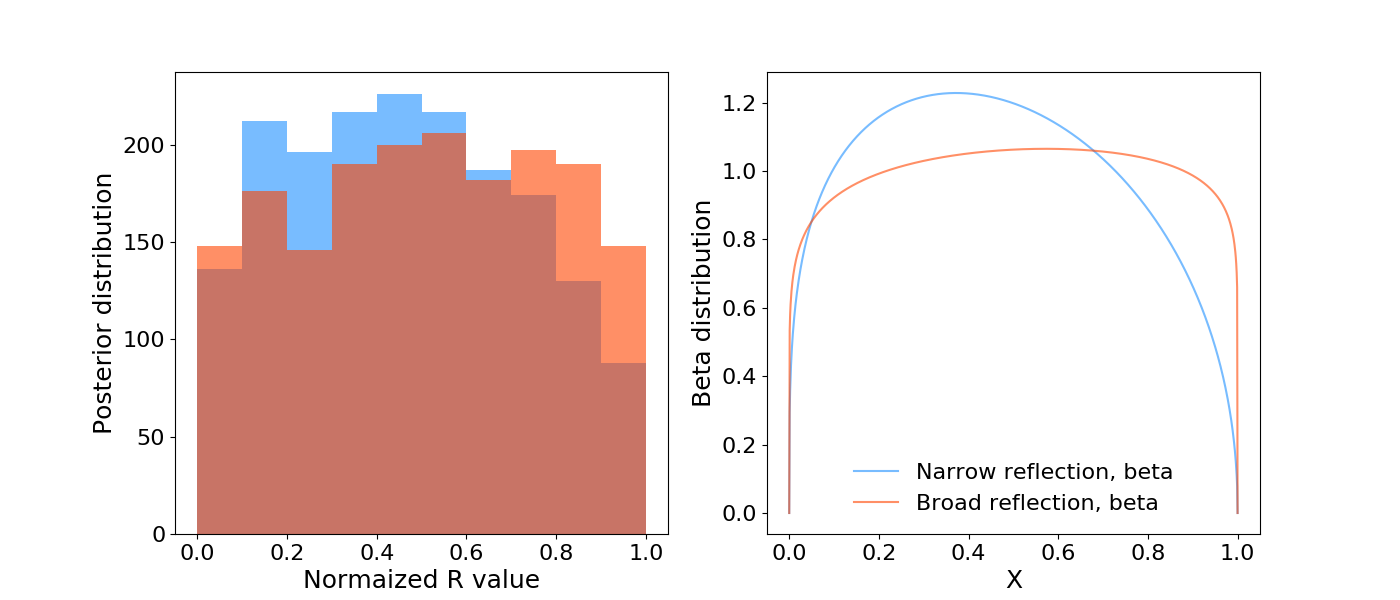 Posterior distribution
200
150
100
50
0
0.0 0.2 0.4 0.6 0.8 1.0
Normaized R value
Beta distribution
1.2
1.0
0.8
0.6
0.4
0.2
0.0
Narrow reflection, beta
Broad reflection, beta
0.0 0.2 0.4 0.6 0.8 1.0
X